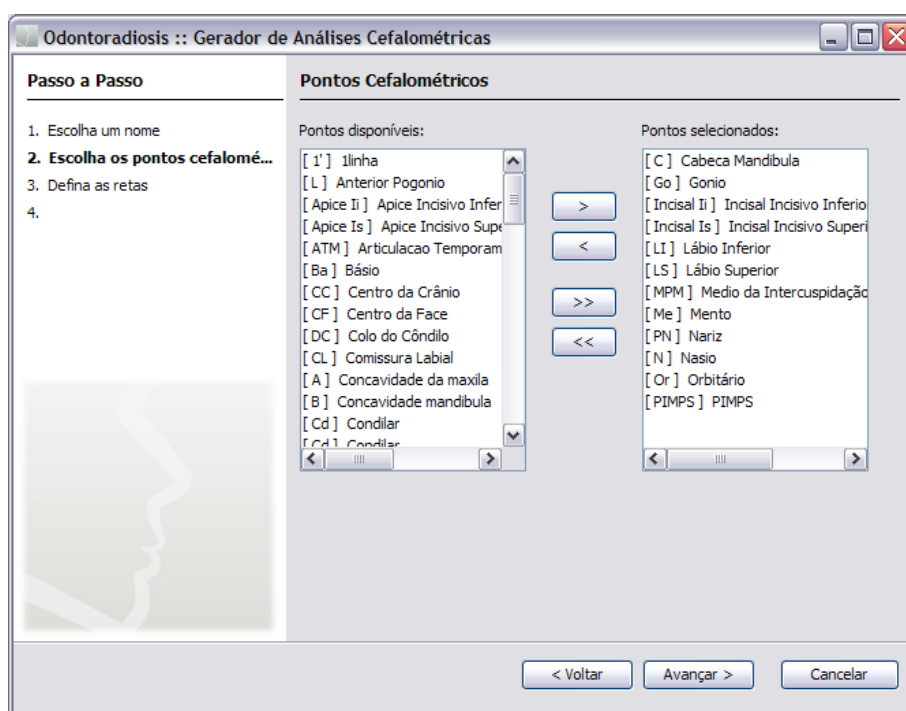 Odontoradiosis :: Gerador de Análises Cefalométricas
Passo a Passo
1. Escolha um nome
2. Escolha os pontos cefalomé...
3. Defina as retas
4.
Pontos Cefalométricos
Pontos disponíveis:
[ 1' ] 1linha
[ L ] Anterior Pogonio
[ Apice Ii ] Apice Incisivo Infer
[ Apice Is ] Apice Incisivo Supe
[ ATM ] Articulacao Temporam
[ Ba ] Básio
[ CC ] Centro da Crânio
[ CF ] Centro da Face
[ DC ] Colo do Côndilo
[ CL ] Comissura Labial
[ A ] Concavidade da maxila
[ B ] Concavidade mandibula
[ Cd ] Condilar
[ Cd ] Condilar
>
<
>>
<<
Pontos selecionados:
[ C ] Cabeca Mandibula
[ Go ] Gonio
[ Incisal Ii ] Incisal Incisivo Inferio
[ Incisal Is ] Incisal Incisivo Superi
[ LI ] Lábio Inferior
[ LS ] Lábio Superior
[ MPM ] Medio da Intercuspidação
[ Me ] Mento
[ PN ] Nariz
[ N ] Nasio
[ Or ] Orbitário
[ PIMPS ] PIMPS
< Voltar
Avançar >
Cancelar